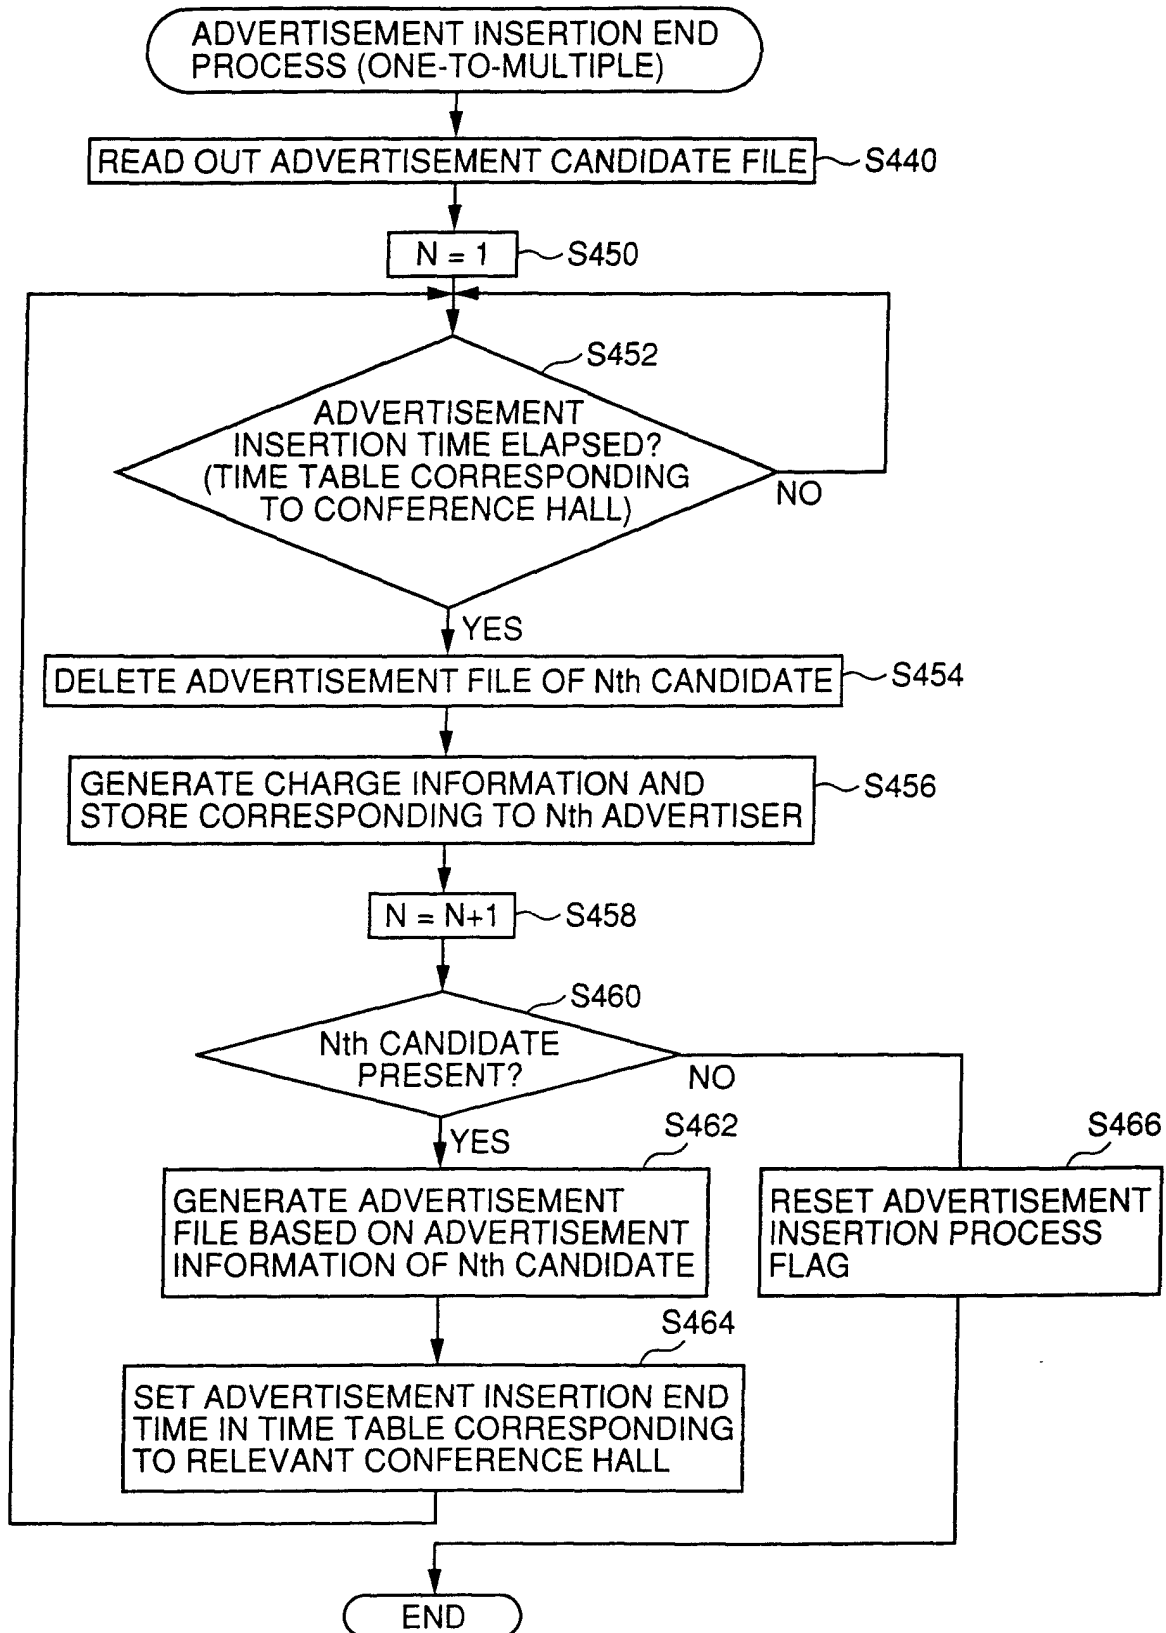 ADVERTISEMENT INSERTION END
PROCESS (ONE-TO-MULTIPLE)
READ OUT ADVERTISEMENT CANDIDATE FILE
S440
N = 1
S450
S452
ADVERTISEMENT
INSERTION TIME ELAPSED?
(TIME TABLE CORRESPONDING
TO CONFERENCE HALL)
NO
YES
DELETE ADVERTISEMENT FILE OF Nth CANDIDATE
S454
GENERATE CHARGE INFORMATION AND
STORE CORRESPONDING TO Nth ADVERTISER
S456
N = N+1
S458
S460
Nth CANDIDATE
PRESENT?
NO
YES
S462
GENERATE ADVERTISEMENT
FILE BASED ON ADVERTISEMENT
INFORMATION OF Nth CANDIDATE
S466
RESET ADVERTISEMENT
INSERTION PROCESS
FLAG
S464
SET ADVERTISEMENT INSERTION END
TIME IN TIME TABLE CORRESPONDING
TO RELEVANT CONFERENCE HALL
END